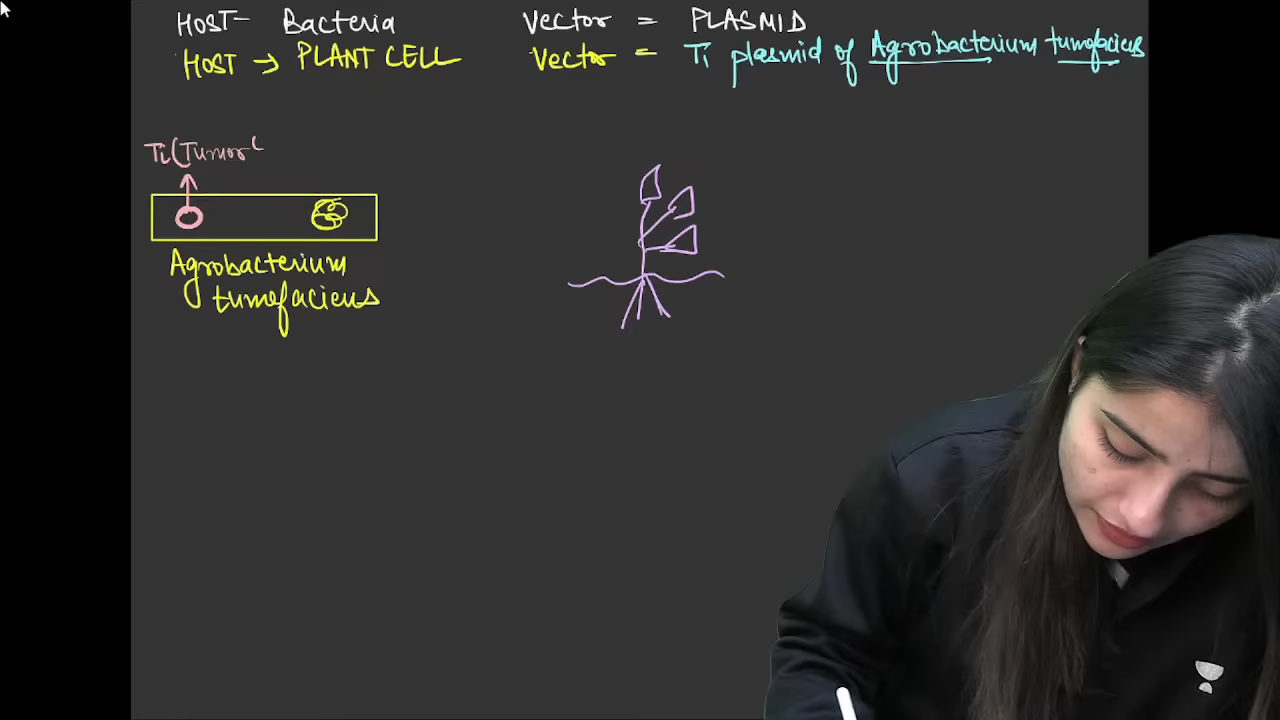 HOST- Bacteria Vector = PLASMID
HOST → PLANT CELL Vector = Ti plasmid of Agrobacterium tumefaciens
Ti (Tumor
Agrobacterium
tumefaciens